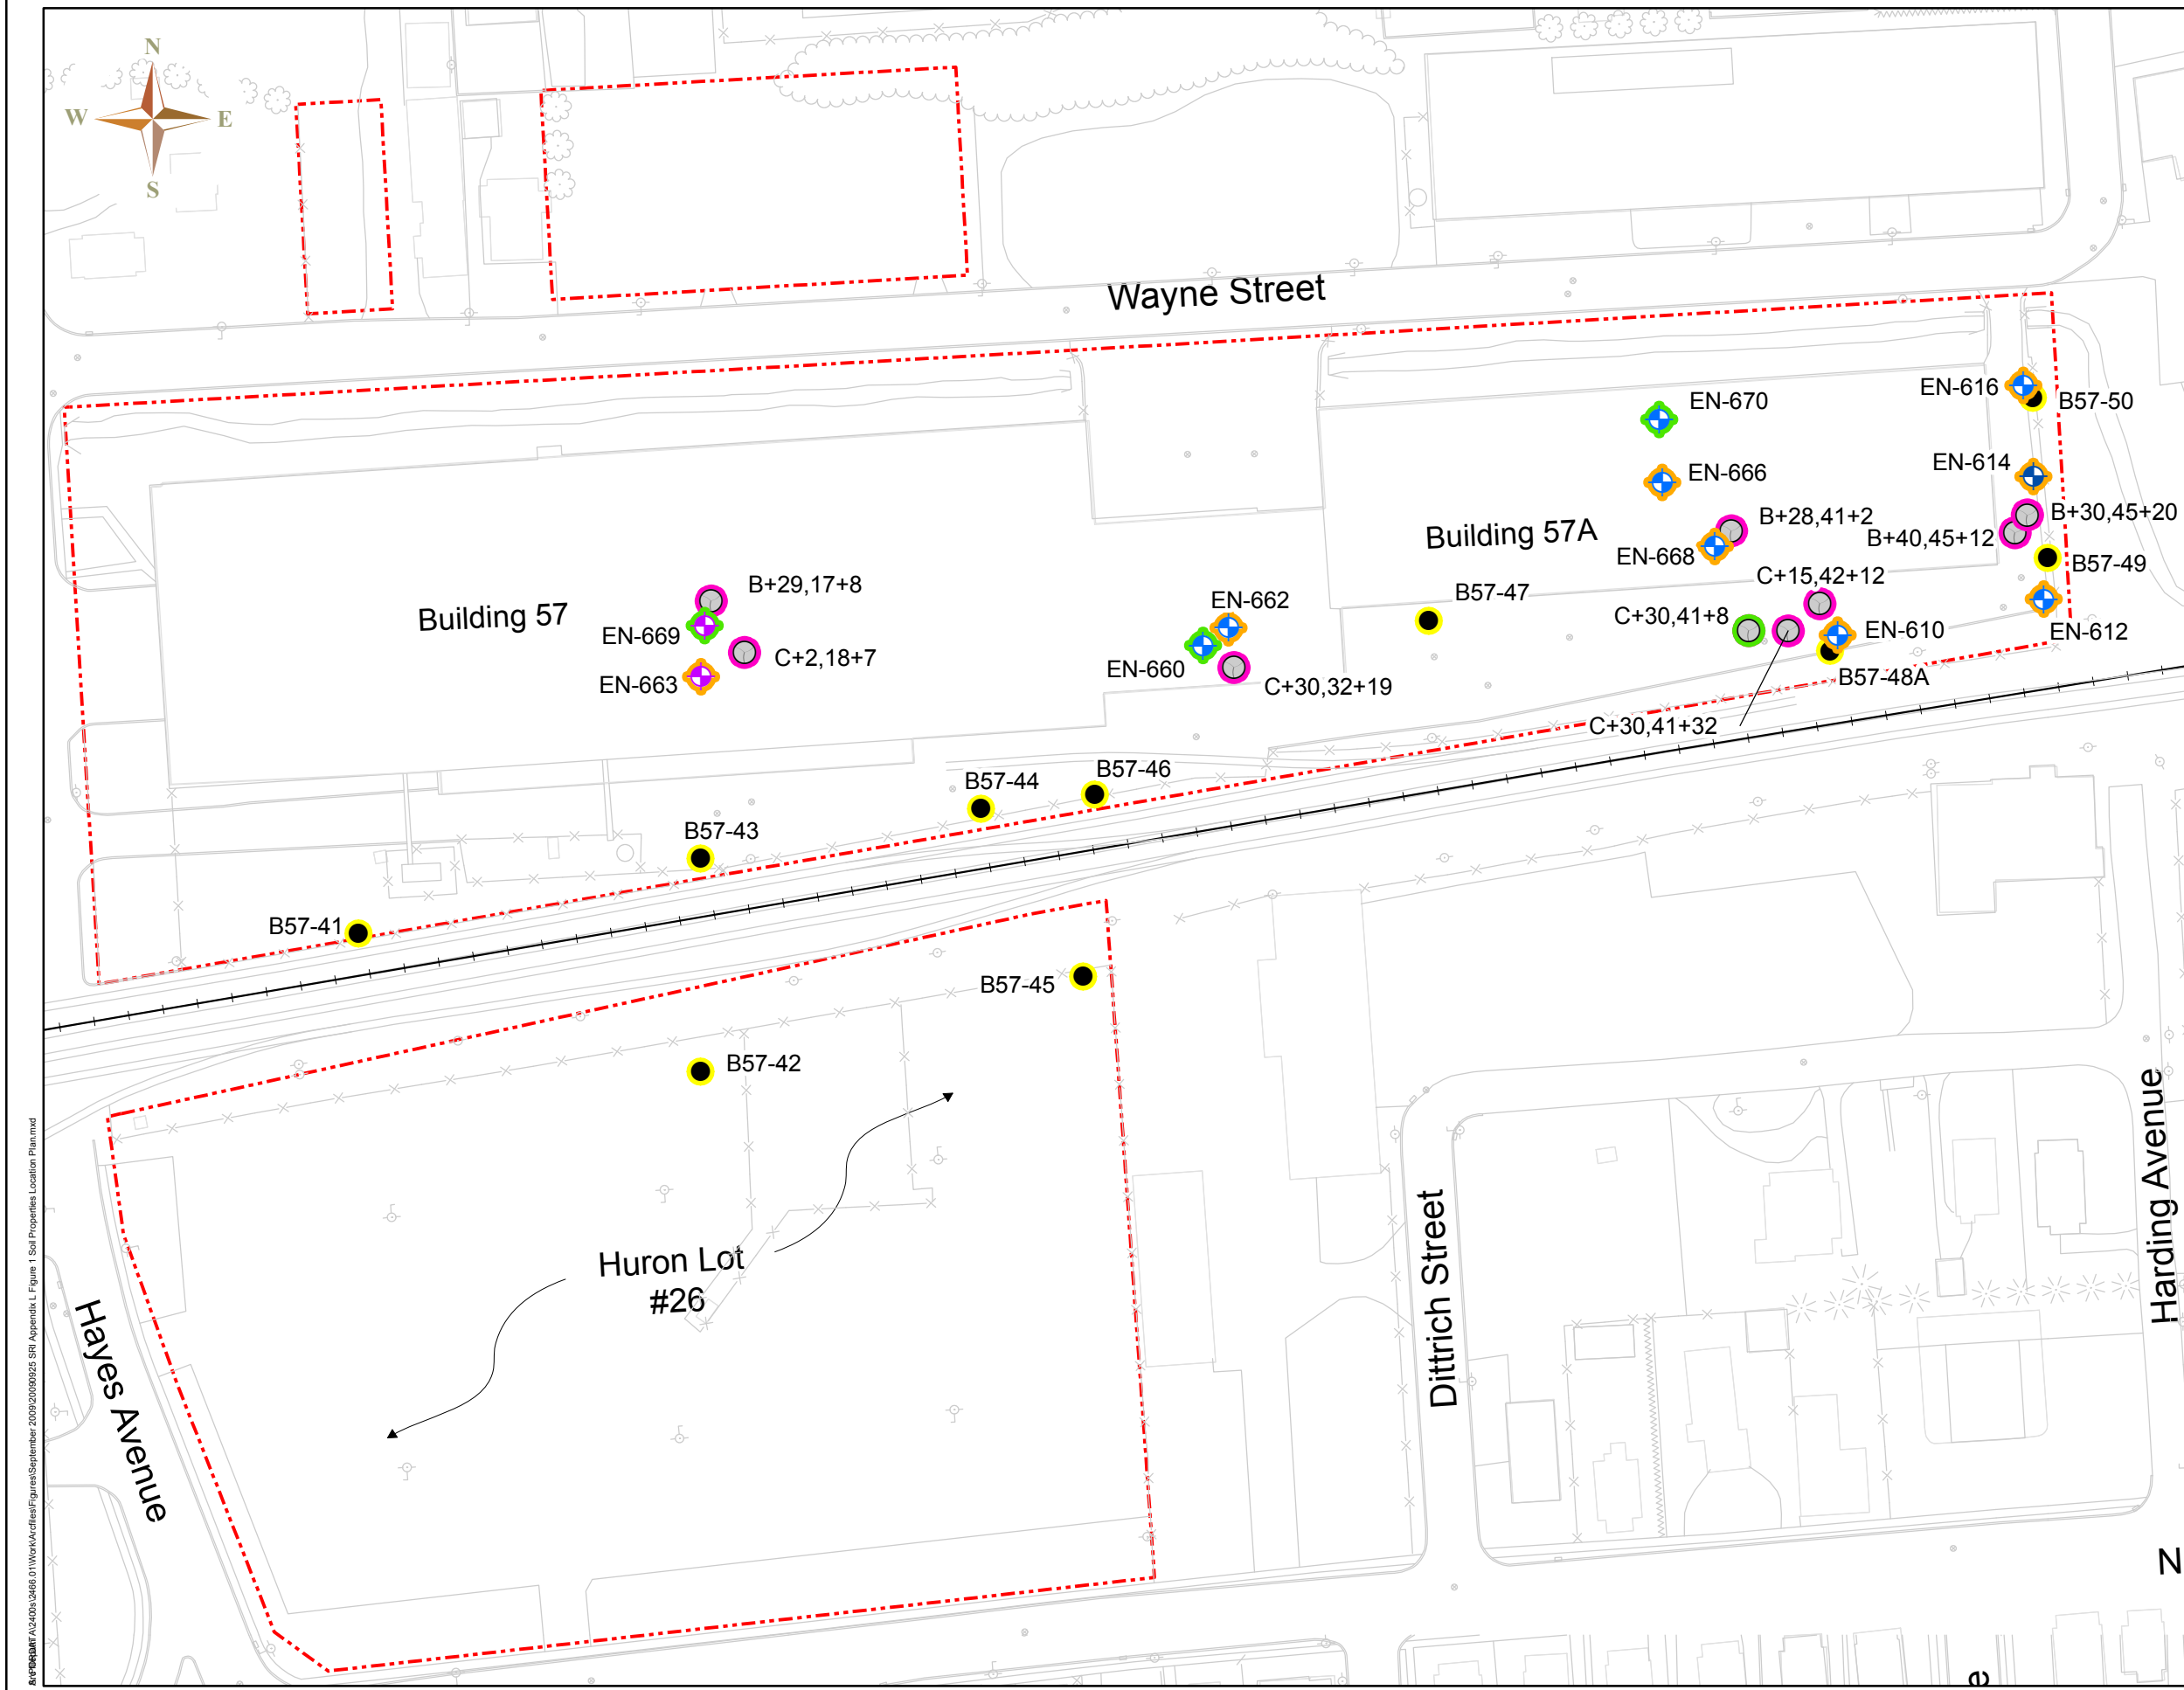 N
W
E
S
Wayne Street
EN-616
B57-50
EN-670
EN-614
EN-666
Building 57A
B+28,41+2
B+30,45+20
B+40,45+12
EN-668
B57-49
C+15,42+12
B+29,17+8
Building 57
EN-662
B57-47
C+30,41+8
EN-610
EN-612
EN-669
C+2,18+7
EN-660
EN-663
C+30,32+19
B57-48A
C+30,41+32
B57-44
B57-46
B57-43
B57-41
B57-45
B57-42
Huron Lot
#26
Hayes Avenue
Dittrich Street
Harding Avenue
N
e